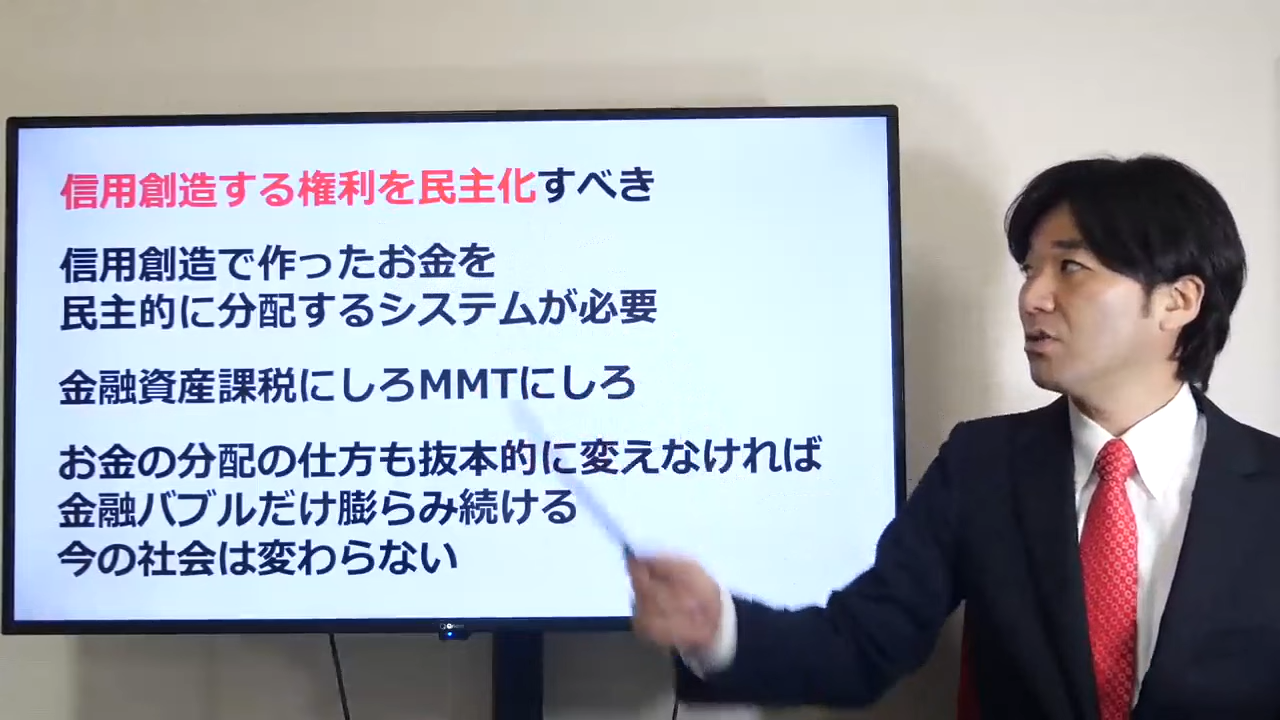 信用創造する権利を民主化すべき
信用創造で作ったお金を
民主的に分配するシステムが必要
金融資産課税にしろMMTにしろ
お金の分配の仕方も抜本的に変えなければ
金融バブルだけ膨らみ続ける
今の社会は変わらない